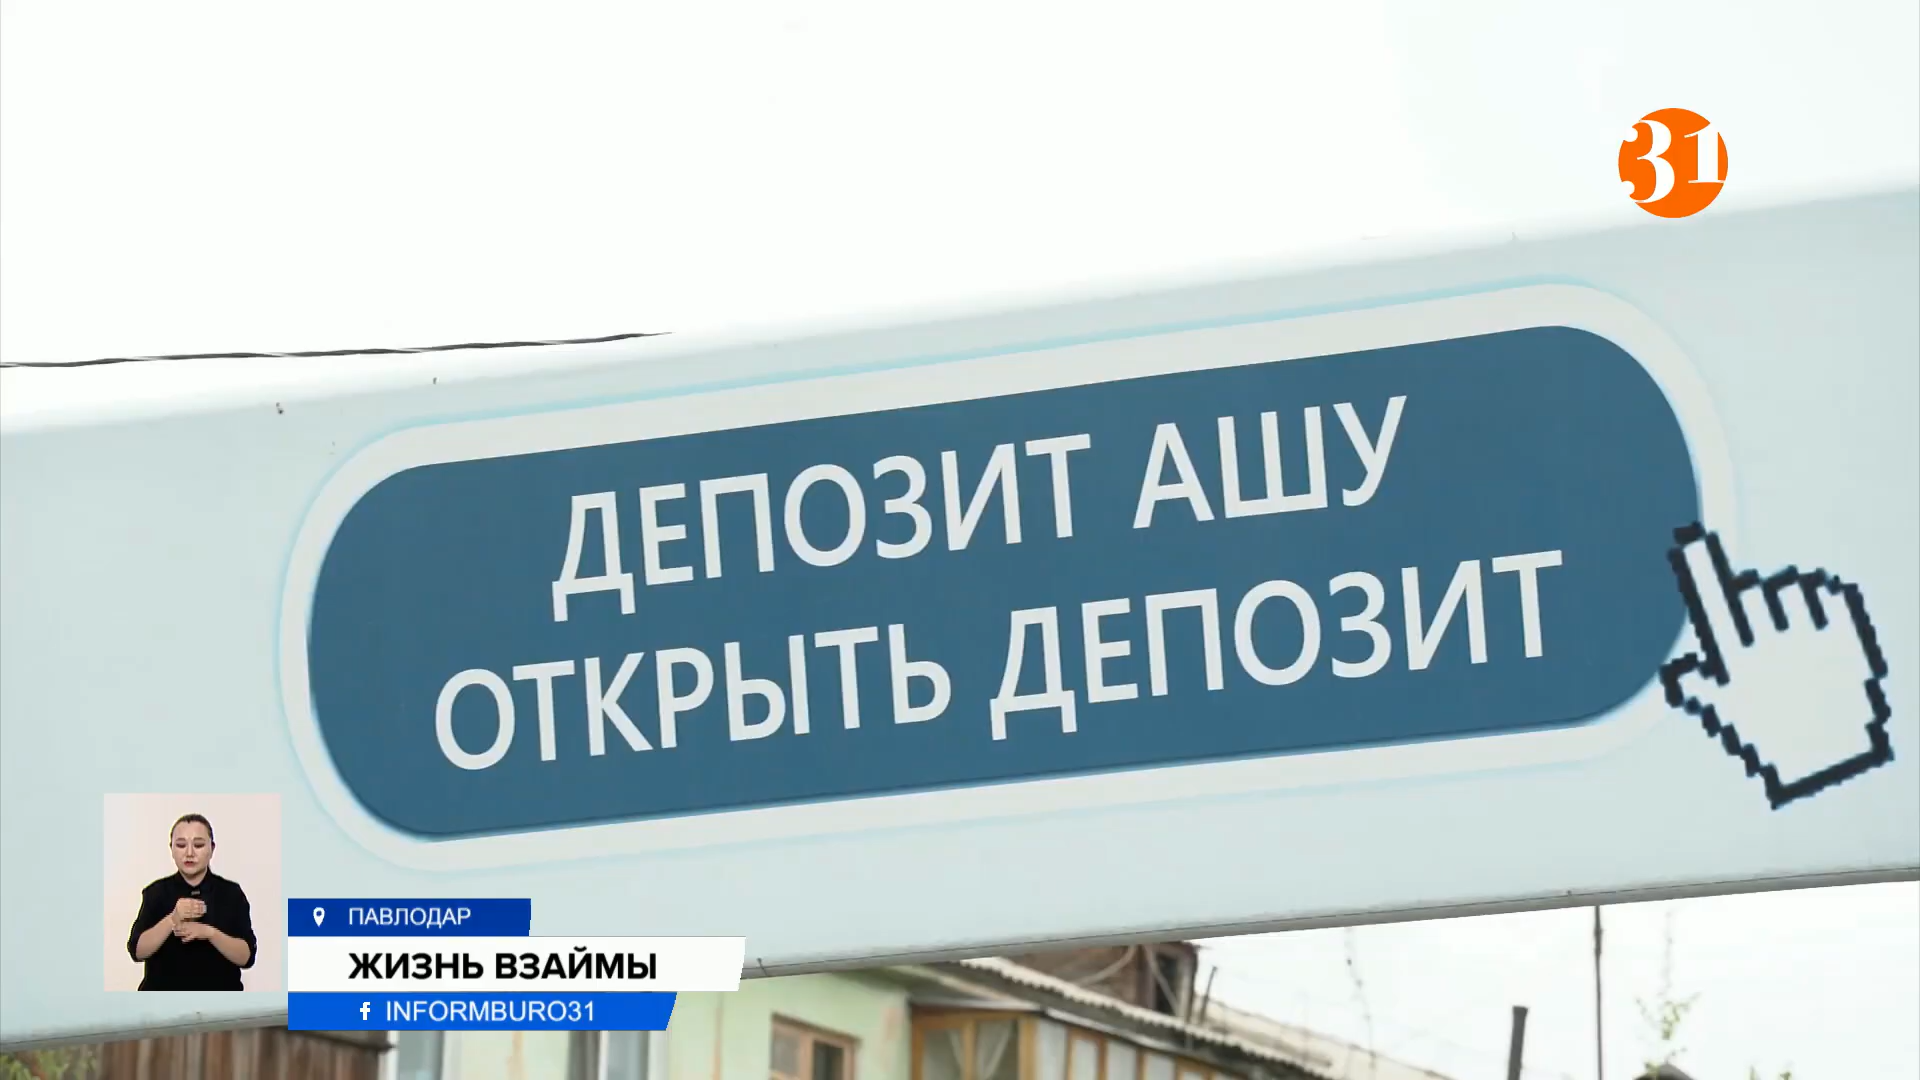 31
ДЕПОЗИТ АШУ
ОТКРЫТЬ ДЕПОЗИТ
ПАВЛОДАР
ЖИЗНЬ ВЗАЙМЫ
INFORMBURO31